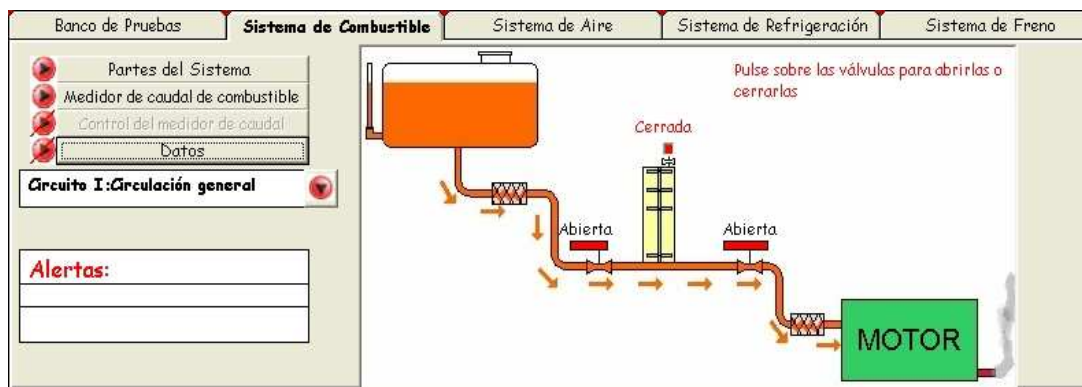 Banco de Pruebas
Sistema de Combustible
Sistema de Aire
Sistema de Refrigeración
Sistema de Freno
Partes del Sistema
Medidor de caudal de combustible
Control del medidor de caudal
Datos
Circuito I:Circulación general
Alertas:
Pulse sobre las válvulas para abrirlas o
cerrarlas
Cerrada
Abierta
Abierta
MOTOR